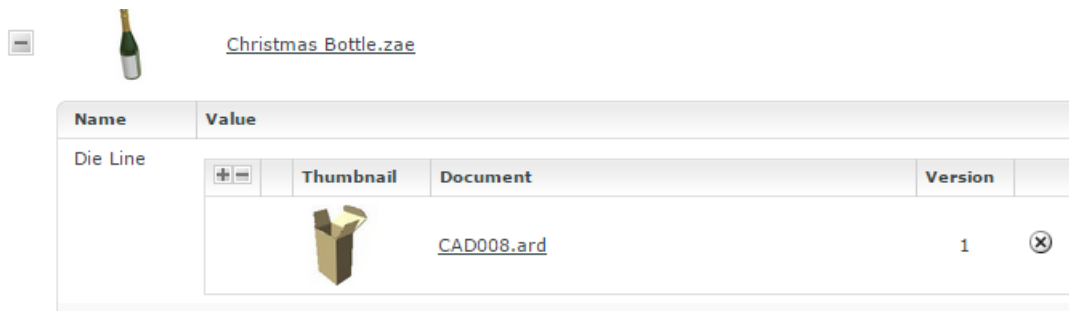 Christmas Bottle.zae
Name Value
Die Line
Thumbnail Document Version
CAD008.ard 1